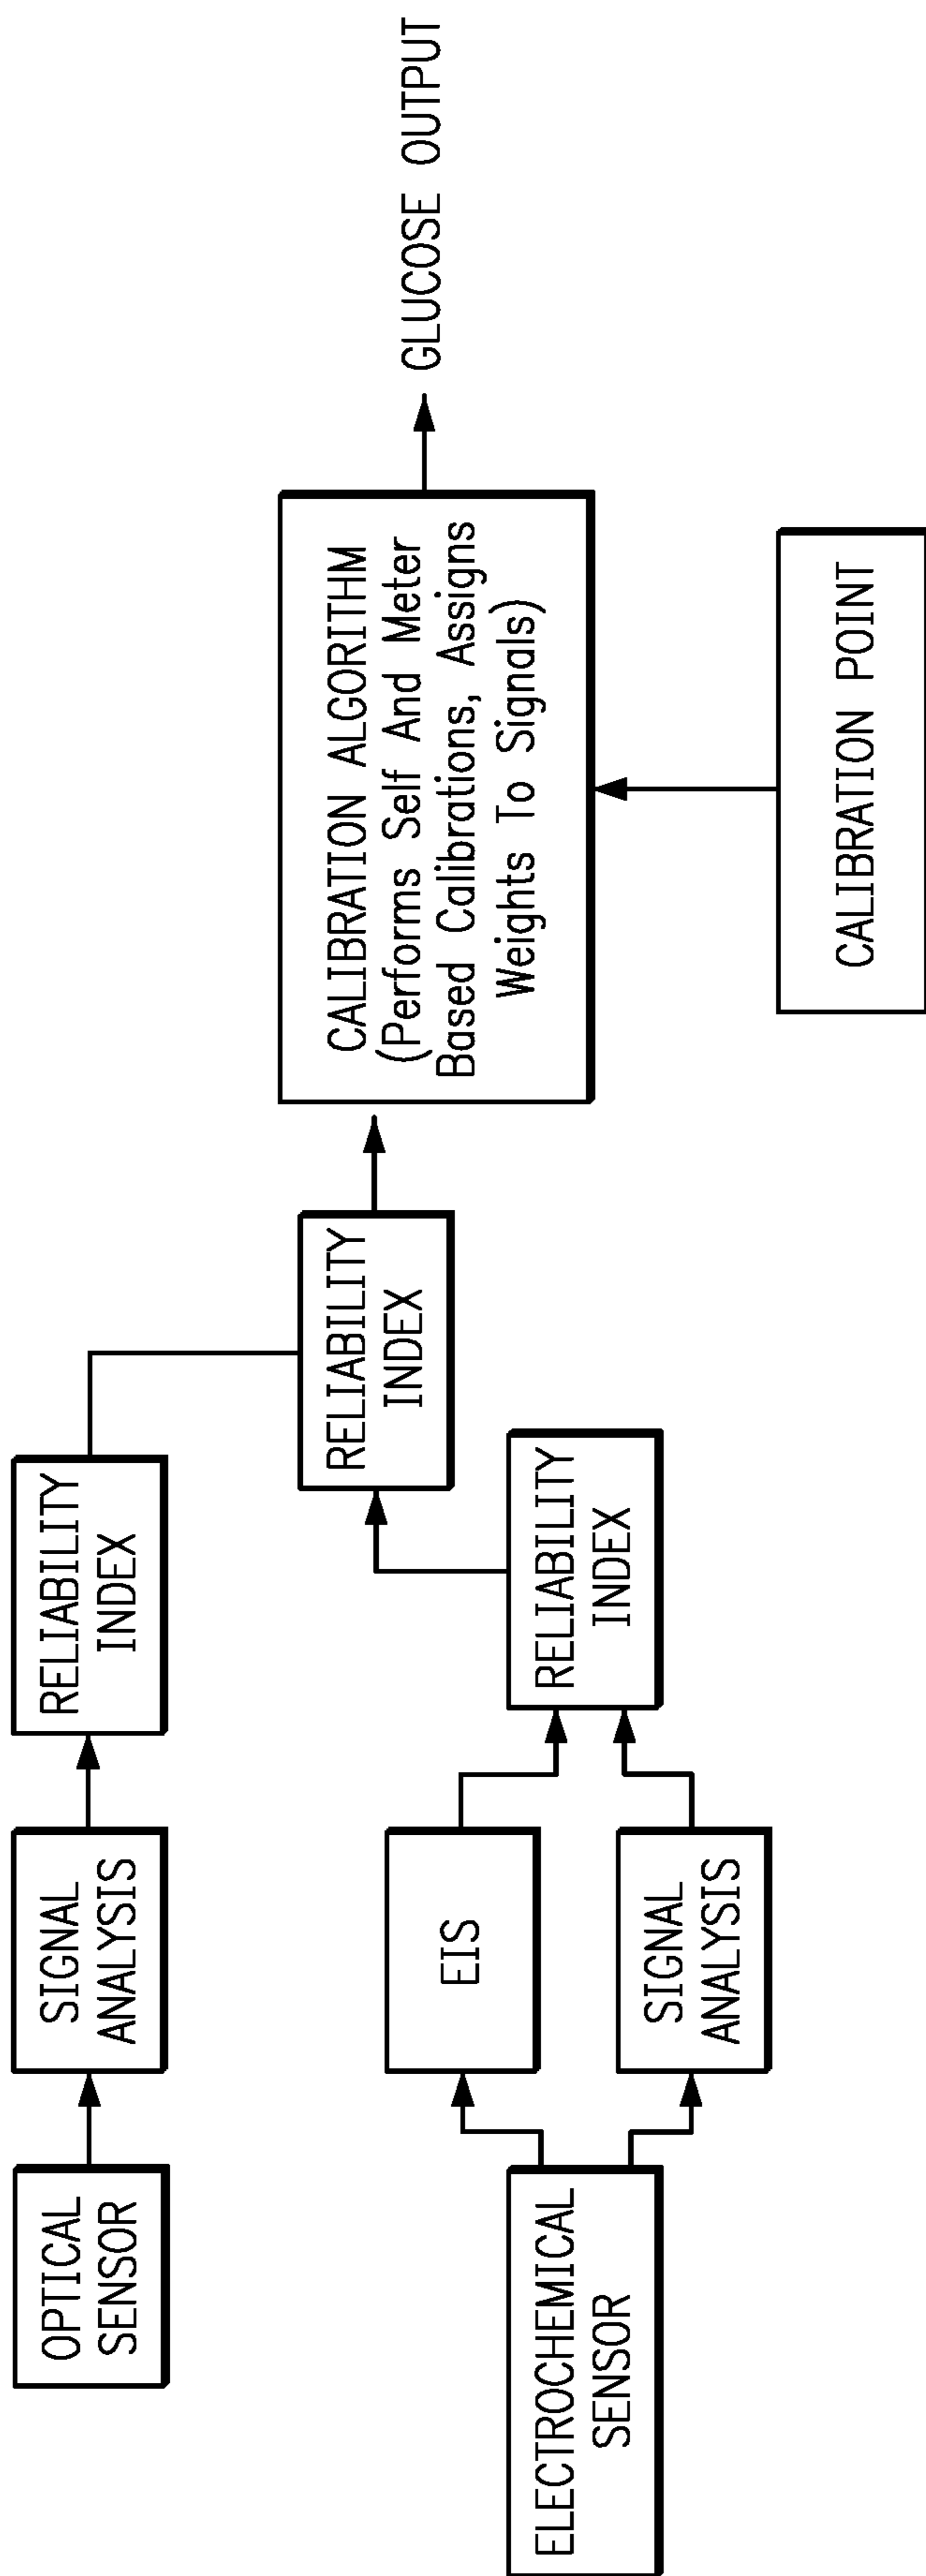 OPTICAL
SENSOR
SIGNAL
ANALYSIS
RELIABILITY
INDEX
ELECTROCHEMICAL
SENSOR
EIS
SIGNAL
ANALYSIS
RELIABILITY
INDEX
RELIABILITY
INDEX
CALIBRATION ALGORITHM
(Performs Self And Meter
Based Calibrations, Assigns
Weights To Signals)
CALIBRATION POINT
GLUCOSE OUTPUT